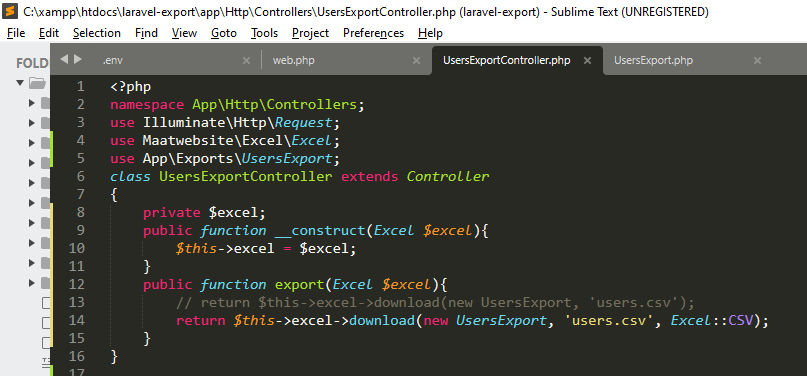 C:\xampp\htdocs\laravel-export\app\Http\Controllers\UsersExportController.php (laravel-export) - Sublime Text (UNREGISTERED)
File Edit Selection Find View Goto Tools Project Preferences Help
FOLD
.env web.php UsersExportController.php UsersExport.php
1 <?php
2 namespace App\Http\Controllers;
3 use Illuminate\Http\Request;
4 use Maatwebsite\Excel\Excel;
5 use App\Exports\UsersExport;
6 class UsersExportController extends Controller
7 {
8     private $excel;
9     public function __construct(Excel $excel){
10         $this->excel = $excel;
11     }
12     public function export(Excel $excel){
13         // return $this->excel->download(new UsersExport, 'users.csv');
14         return $this->excel->download(new UsersExport, 'users.csv', Excel::CSV);
15     }
16 }
17